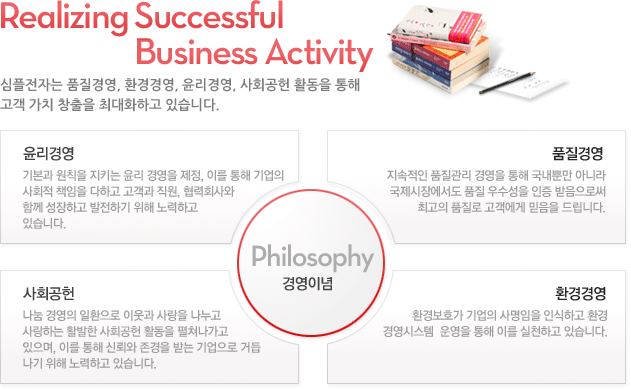 Realizing Successful
Business Activity
심플전자는 품질경영, 환경경영, 윤리경영, 사회공헌 활동을 통해
고객 가치 창출을 최대화하고 있습니다.
윤리경영
기본과 원칙을 지키는 윤리 경영을 제정, 이를 통해 기업의
사회적 책임을 다하고 고객과 직원, 협력회사와
함께 성장하고 발전하기 위해 노력하고
있습니다.
품질경영
지속적인 품질관리 경영을 통해 국내뿐만 아니라
국제시장에서도 품질 우수성을 인증 받음으로써
최고의 품질로 고객에게 믿음을 드립니다.
Philosophy
경영이념
사회공헌
나눔 경영의 일환으로 이웃과 사랑을 나누고
사랑하는 활발한 사회공헌 활동을 펼쳐나가고
있으며, 이를 통해 신뢰와 존경을 받는 기업으로 거듭
나기 위해 노력하고 있습니다.
환경경영
환경보호가 기업의 사명임을 인식하고 환경
경영시스템 운영을 통해 이를 실천하고 있습니다.